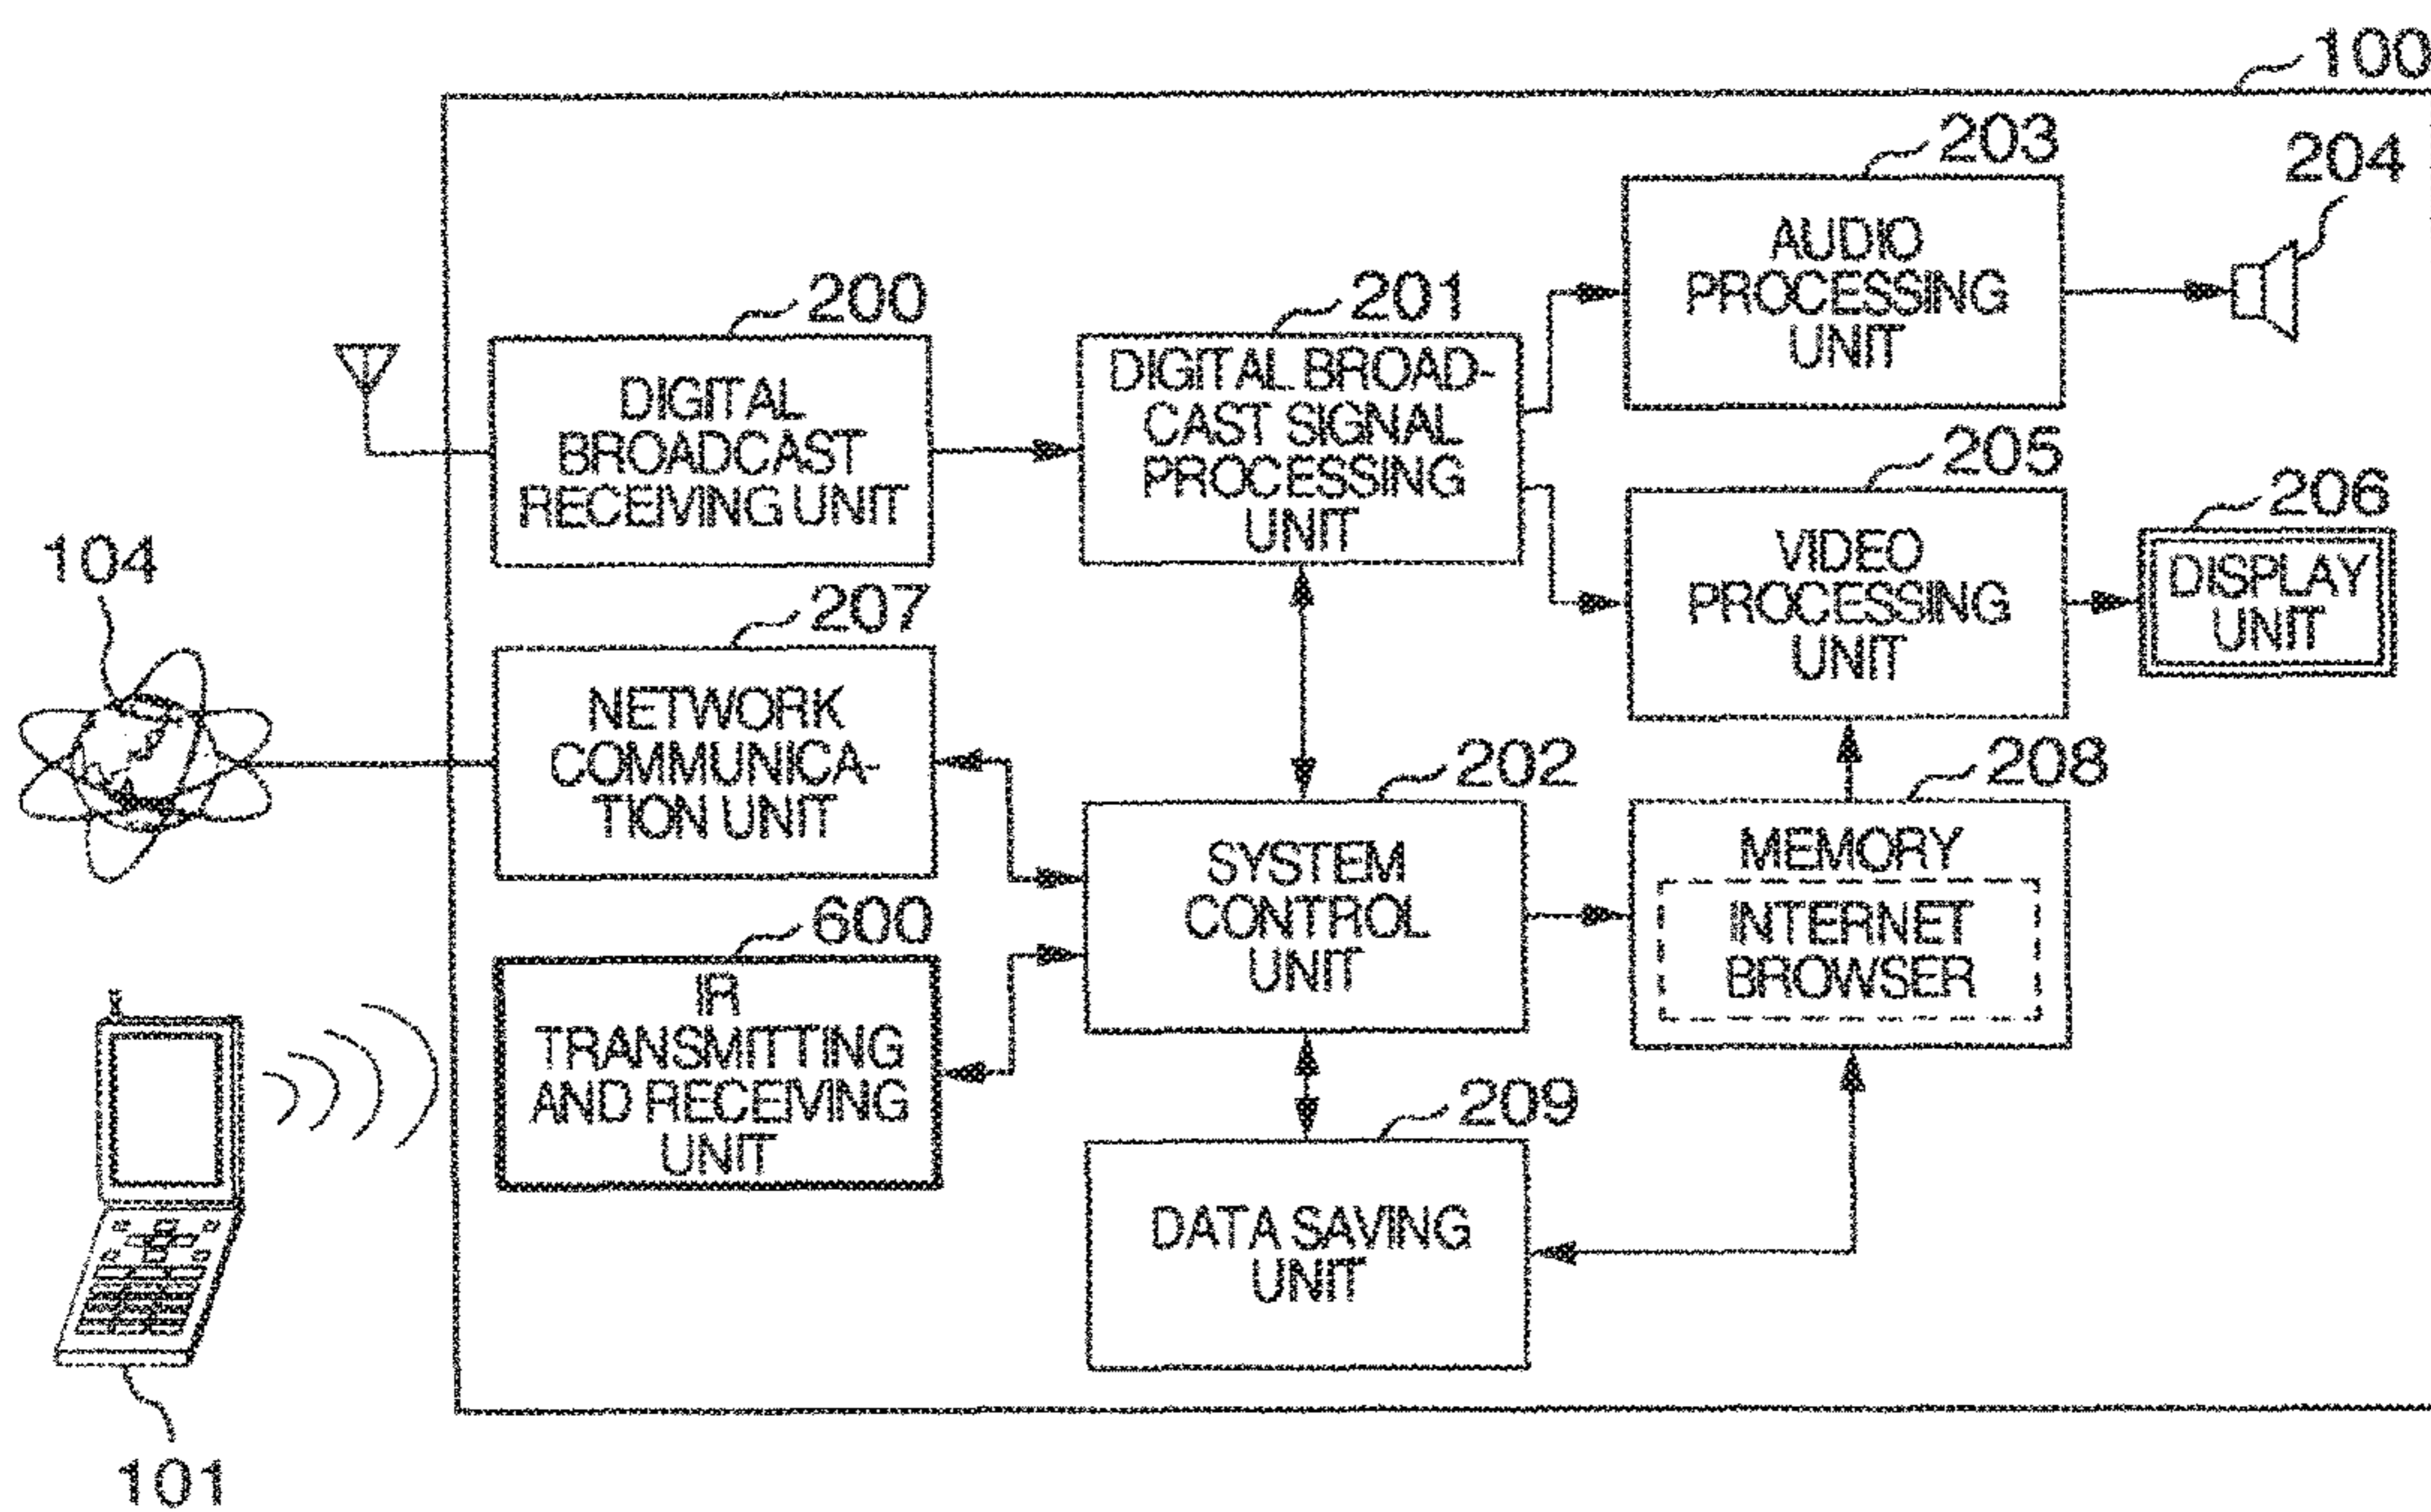 100
203
AUDIO
PROCESSING
UNIT
204
200
DIGITAL
BROADCAST
RECEIVING UNIT
201
DIGITAL BROAD-
CAST SIGNAL
PROCESSING
UNIT
205
VIDEO
PROCESSING
UNIT
206
DISPLAY
UNIT
104
207
NETWORK
COMMUNICA-
TION UNIT
202
SYSTEM
CONTROL
UNIT
208
MEMORY
INTERNET
BROWSER
600
IR
TRANSMITTING
AND RECEIVING
UNIT
209
DATA SAVING
UNIT
101